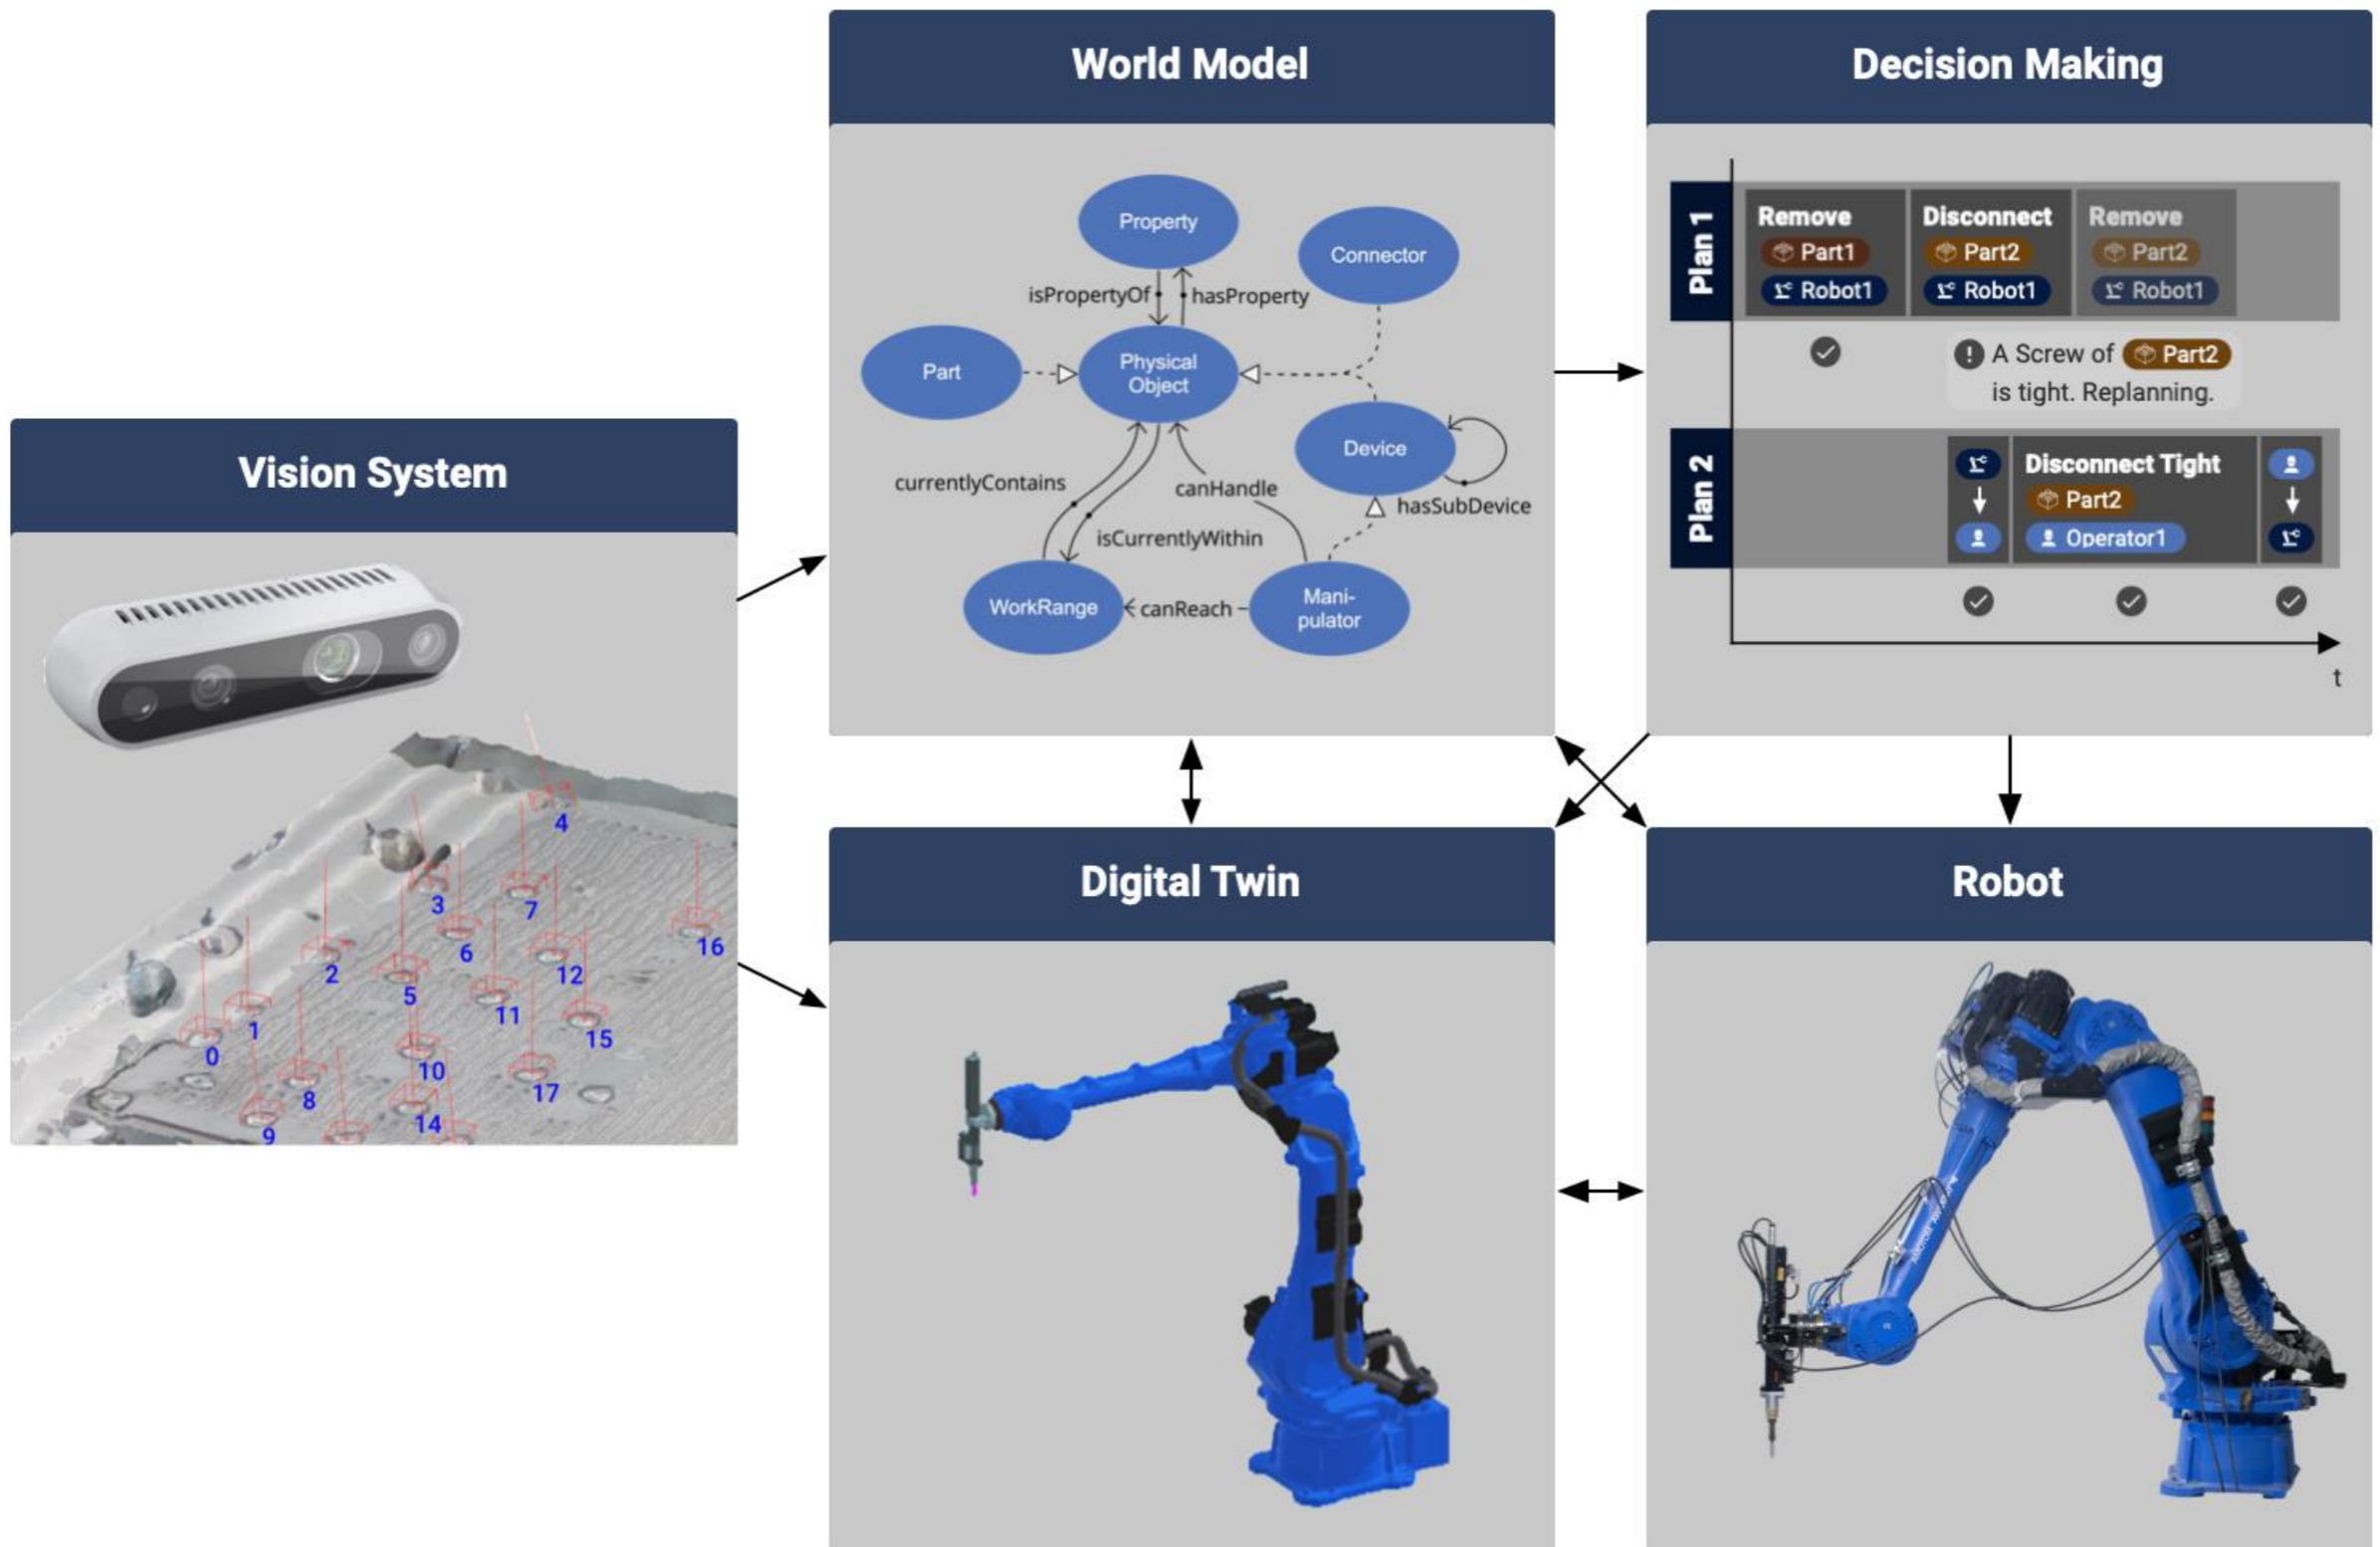 World Model
Property
Connector
isPropertyOf
hasProperty
Part
Physical
Object
Device
currentlyContains
canHandle
hasSubDevice
isCurrentlyWithin
WorkRange
canReach
Mani-
pulator
Decision Making
Plan 1
Remove
Part1
Robot1
Disconnect
Part2
Robot1
Remove
Part2
Robot1
! A Screw of Part2
is tight. Replanning.
Plan 2
Disconnect Tight
Part2
Operator1
t
Vision System
4
3
7
16
6
2
12
5
11
1
15
0
10
17
8
14
9
Digital Twin
Robot